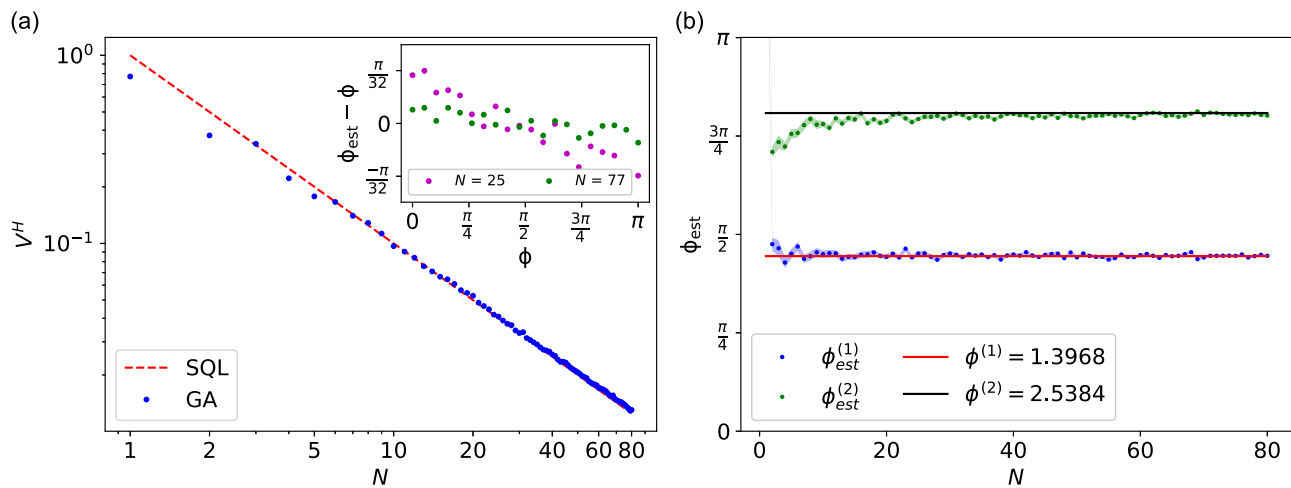 (a)
10⁰
10⁻¹
V^H
1 2 5 10 20 40 60 80
N
SQL
GA
π/32
0
−π/32
ϕ_est − ϕ
N = 25 N = 77
0 π/4 π/2 3π/4 π
ϕ
(b)
π
3π/4
π/2
π/4
0
ϕ_est
ϕ_est^(1) ϕ^(1) = 1.3968
ϕ_est^(2) ϕ^(2) = 2.5384
0 20 40 60 80
N